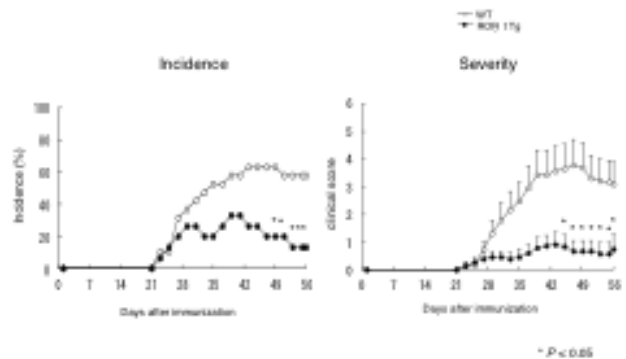 WT
Tg
Incidence
Severity
Incidence (%)
100
80
60
40
20
0
0 7 14 21 28 35 42 49 56
Days after immunization
clinical score
6
5
4
3
2
1
0
0 7 14 21 28 35 42 49 56
Days after immunization
* P < 0.05